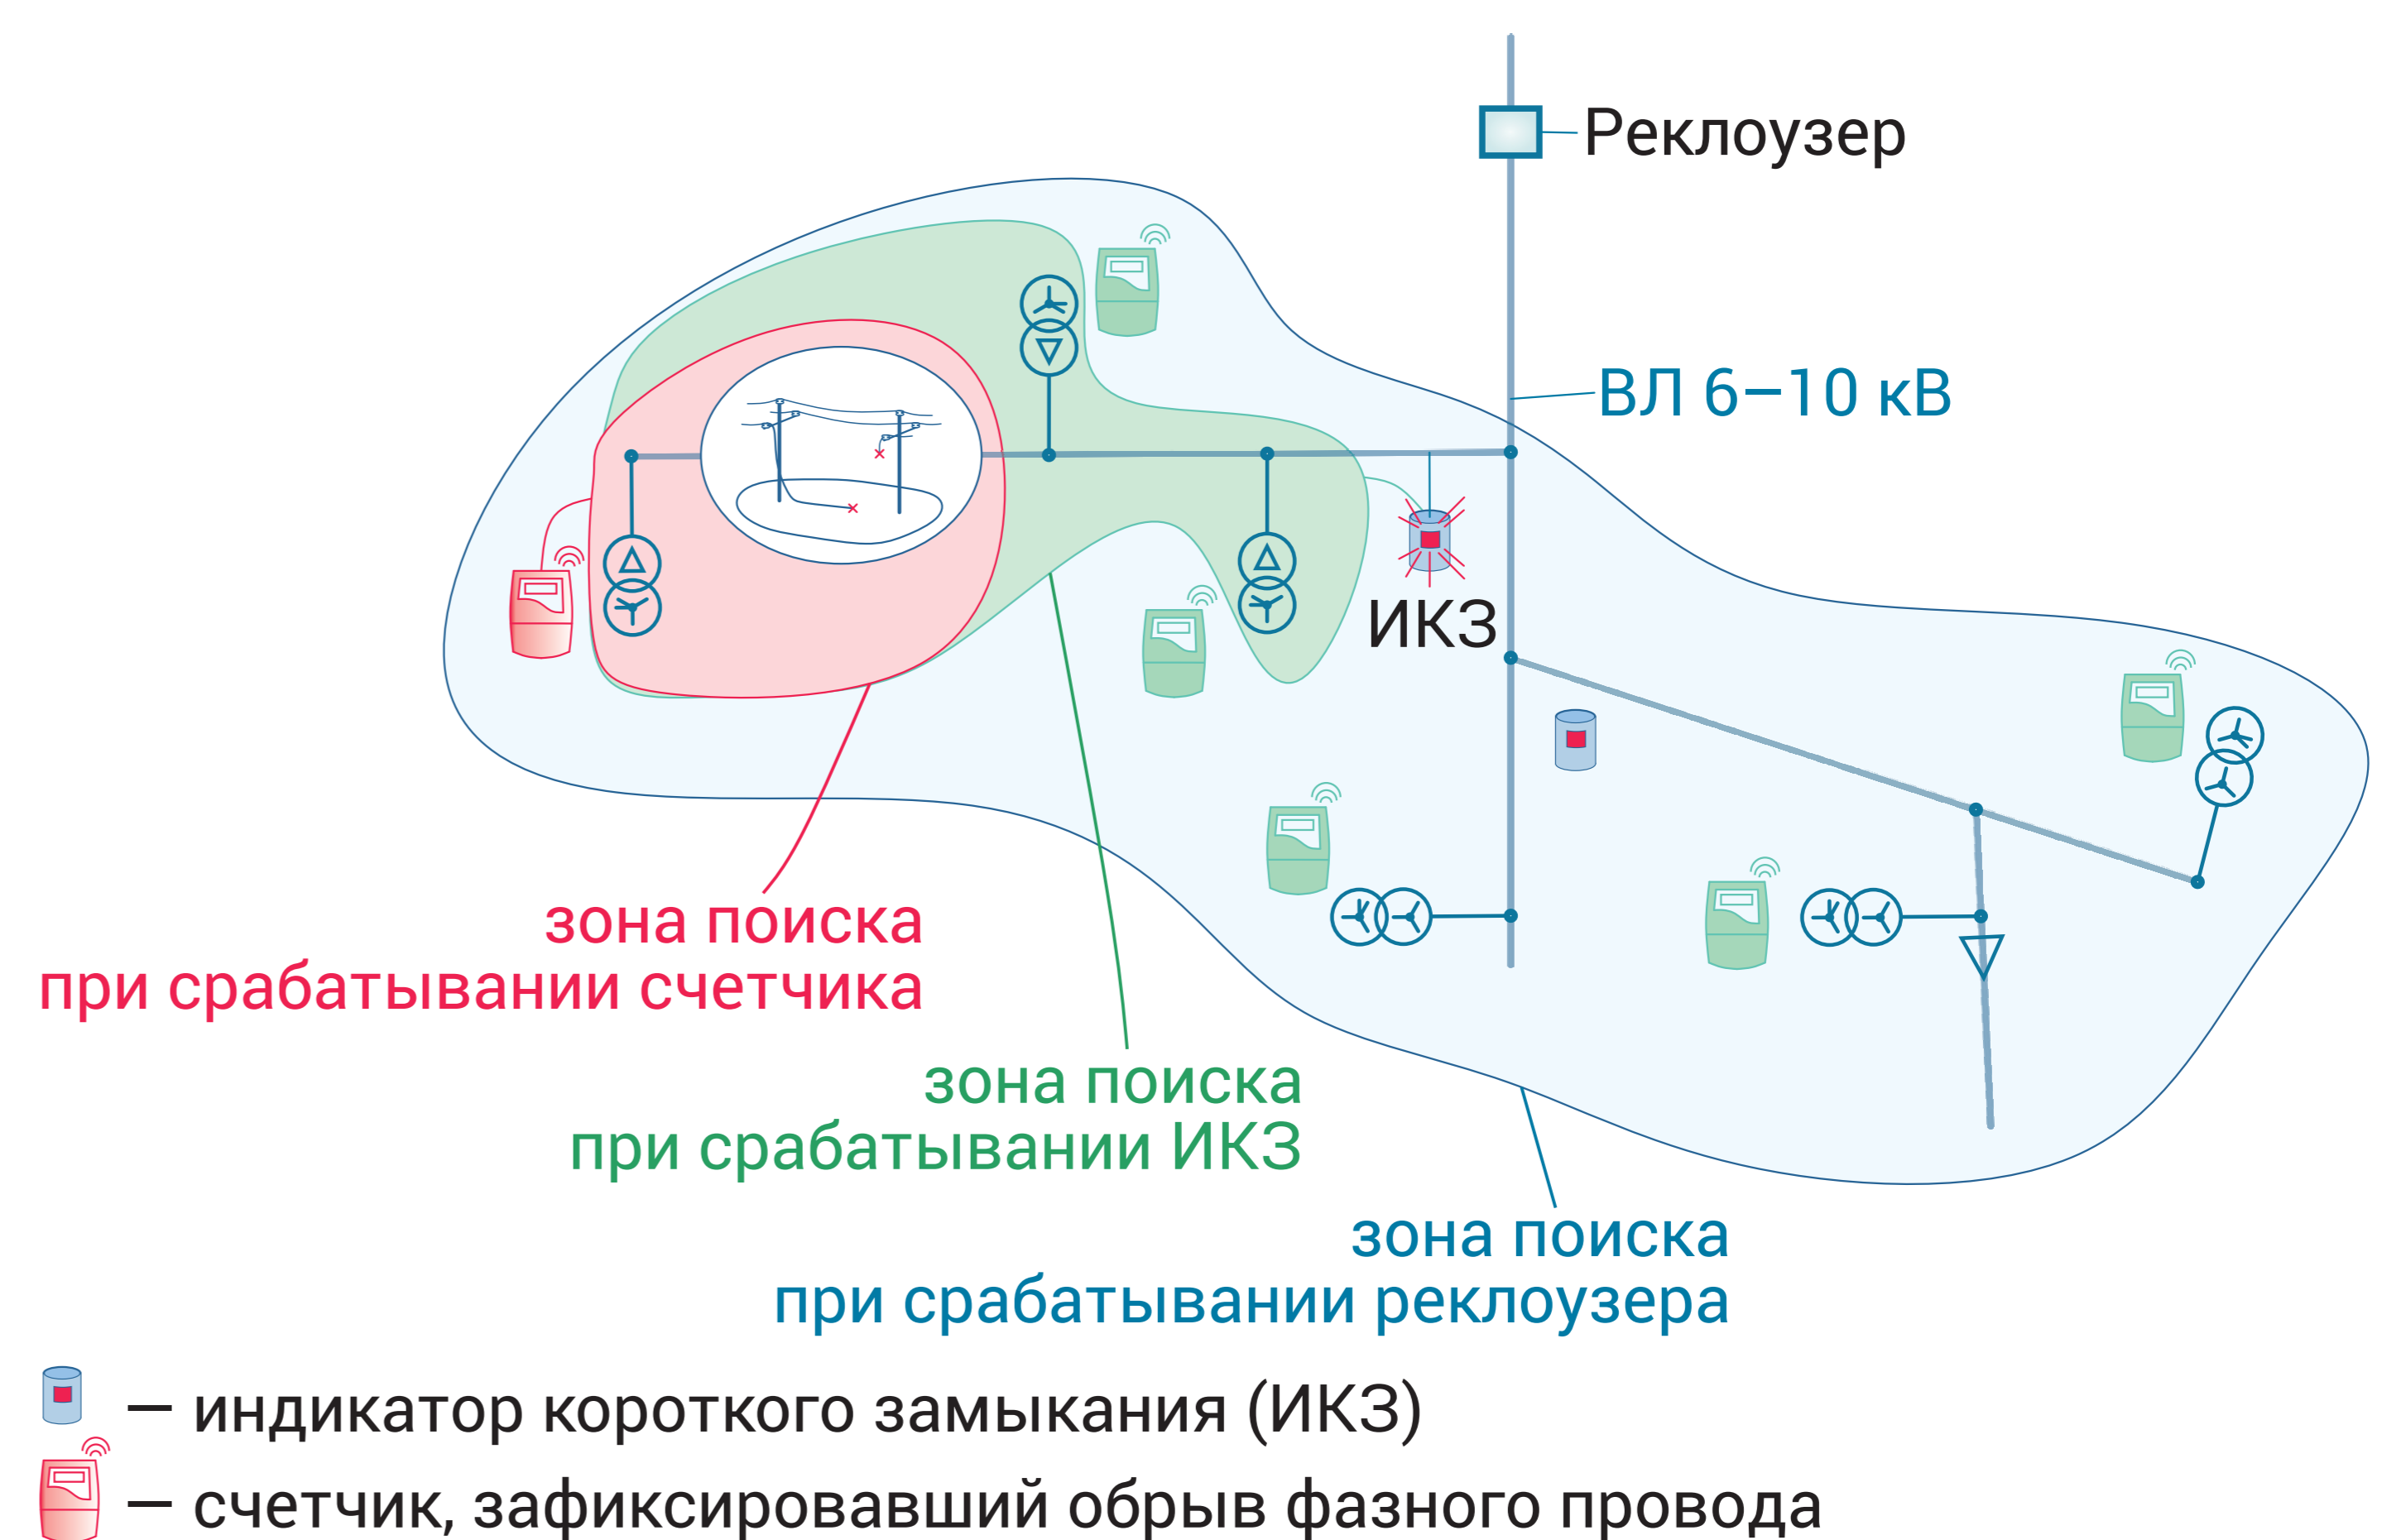 Реклоузер
ВЛ 6–10 кВ
ИКЗ
зона поиска
при срабатывании счетчика
зона поиска
при срабатывании ИКЗ
зона поиска
при срабатывании реклоузера
— индикатор короткого замыкания (ИКЗ)
— счетчик, зафиксировавший обрыв фазного провода